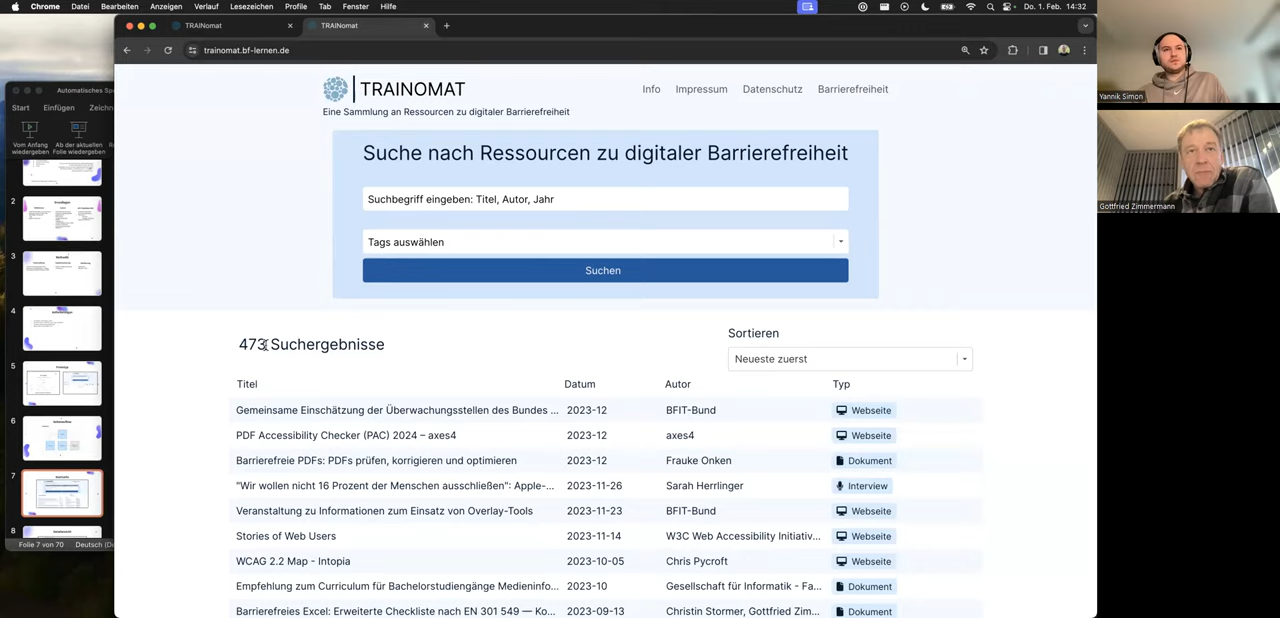 Chrome Datei Bearbeiten Anzeigen Verlauf Lesezeichen Profile Tab Fenster Hilfe
Do. 1. Feb. 14:32
TRAINomat
TRAINomat
trainomat.bf-lernen.de
Automatisches
Start Einfügen
Vom Anfang wiedergeben
Ab der aktuellen Folie wiedergeben
2
3
4
5
6
7
8
Folie 7 von 70 Deutsch
TRAINOMAT
Eine Sammlung an Ressourcen zu digitaler Barrierefreiheit
Info Impressum Datenschutz Barrierefreiheit
Suche nach Ressourcen zu digitaler Barrierefreiheit
Suchbegriff eingeben: Titel, Autor, Jahr
Tags auswählen
Suchen
473 Suchergebnisse
Sortieren
Neueste zuerst
Titel Datum Autor Typ
Gemeinsame Einschätzung der Überwachungsstellen des Bundes ... 2023-12 BFIT-Bund Webseite
PDF Accessibility Checker (PAC) 2024 – axes4 2023-12 axes4 Webseite
Barrierefreie PDFs: PDFs prüfen, korrigieren und optimieren 2023-12 Frauke Onken Dokument
"Wir wollen nicht 16 Prozent der Menschen ausschließen": Apple-... 2023-11-26 Sarah Herrlinger Interview
Veranstaltung zu Informationen zum Einsatz von Overlay-Tools 2023-11-23 BFIT-Bund Webseite
Stories of Web Users 2023-11-14 W3C Web Accessibility Initiativ... Webseite
WCAG 2.2 Map - Intopia 2023-10-05 Chris Pycroft Webseite
Empfehlung zum Curriculum für Bachelorstudiengänge Medieninfo... 2023-10 Gesellschaft für Informatik - Fa... Dokument
Barrierefreies Excel: Erweiterte Checkliste nach EN 301 549 — Ko... 2023-09-13 Christin Stormer, Gottfried Zim... Dokument
Yannik Simon
Gottfried Zimmermann